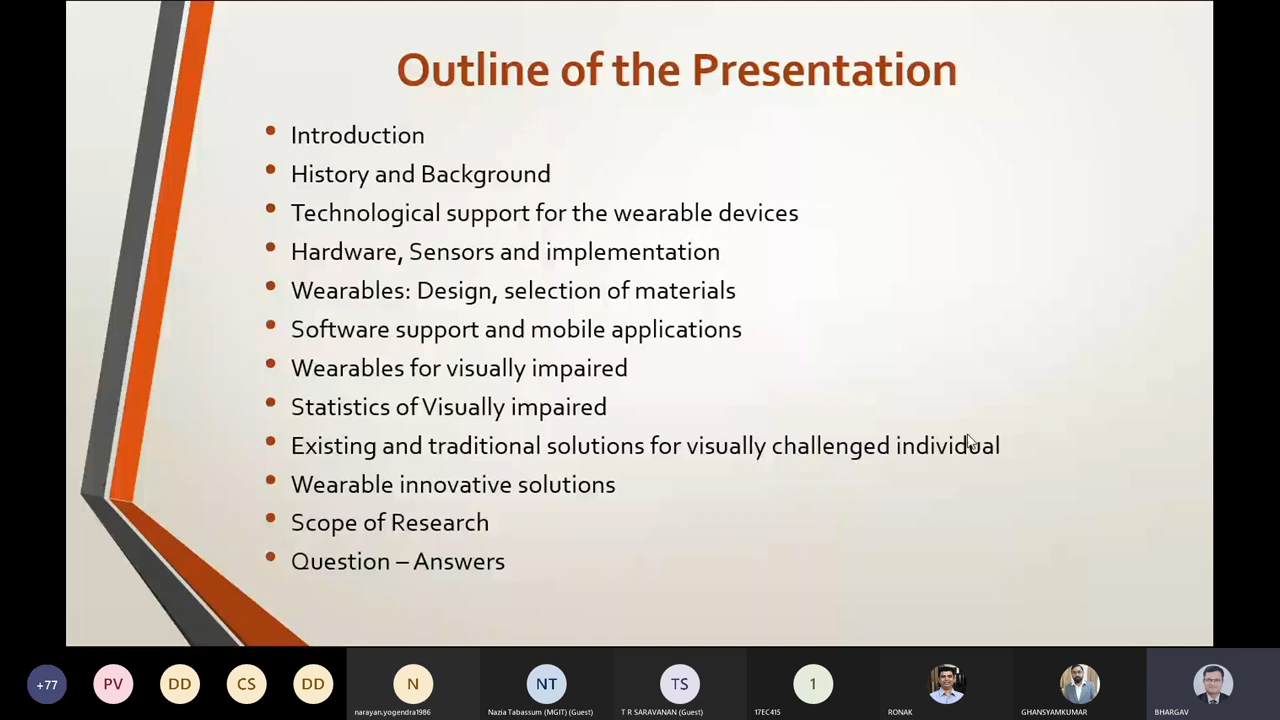 Outline of the Presentation
Introduction
History and Background
Technological support for the wearable devices
Hardware, Sensors and implementation
Wearables: Design, selection of materials
Software support and mobile applications
Wearables for visually impaired
Statistics of Visually impaired
Existing and traditional solutions for visually challenged individual
Wearable innovative solutions
Scope of Research
Question – Answers
+77
PV
DD
CS
DD
N
NT
TS
1
narayan.yogendra1986
Nazia Tabassum (MGIT) (Guest)
T R SARAVANAN (Guest)
17EC415
RONAK
GHANSYAMKUMAR
BHARGAV